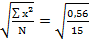 √(Σx²/N) = √(0,56/15)